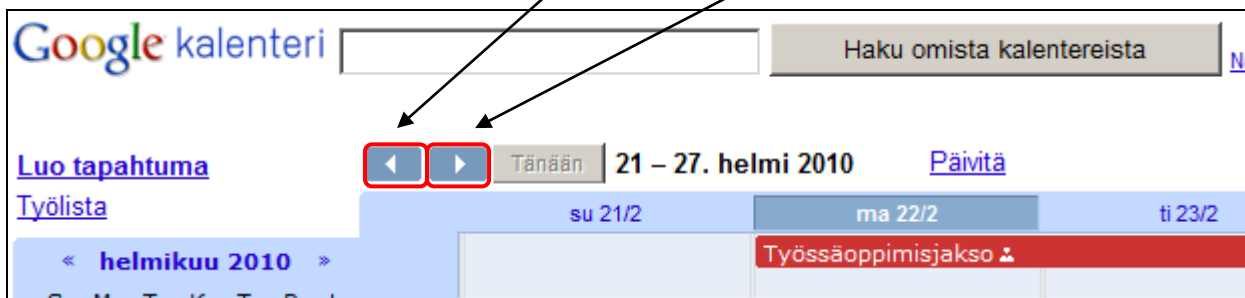 Google kalenteri
Haku omista kalentereista
Luo tapahtuma
Tänään
21 – 27. helmi 2010
Päivitä
Työlista
su 21/2
ma 22/2
ti 23/2
« helmikuu 2010 »
Työssäoppimisjakso